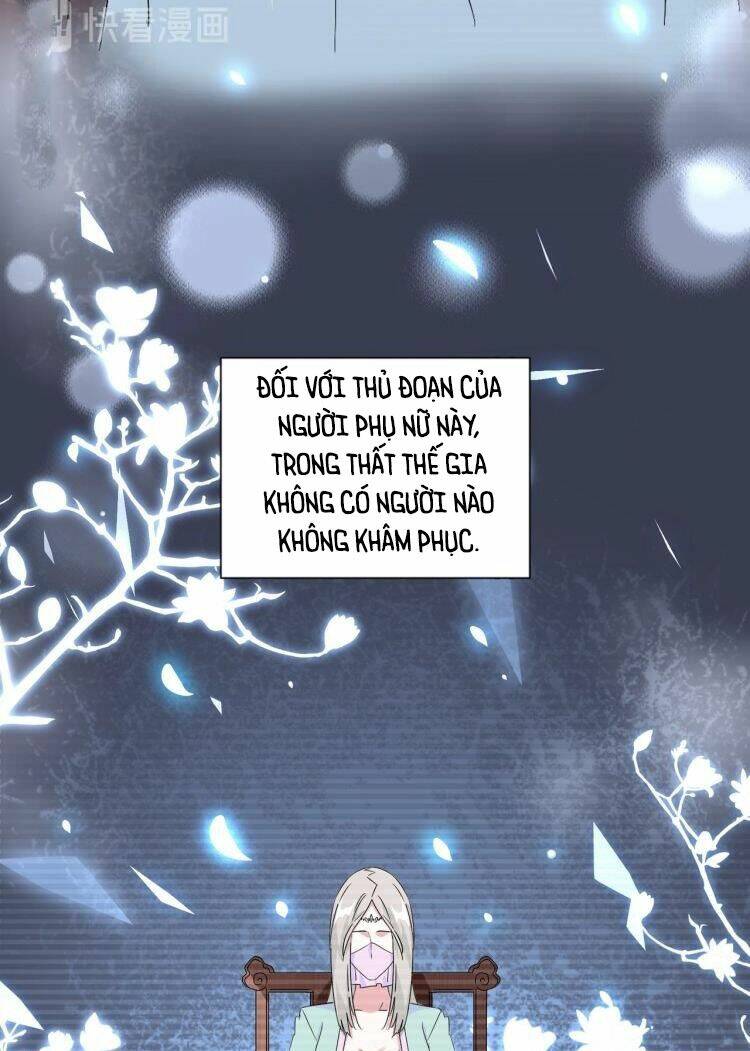 快看漫画
ĐỐI VỚI THỦ ĐOẠN CỦA
NGƯỜI PHỤ NỮ NÀY,
TRONG THẤT THẾ GIA
KHÔNG CÓ NGƯỜI NÀO
KHÔNG KHÂM PHỤC.